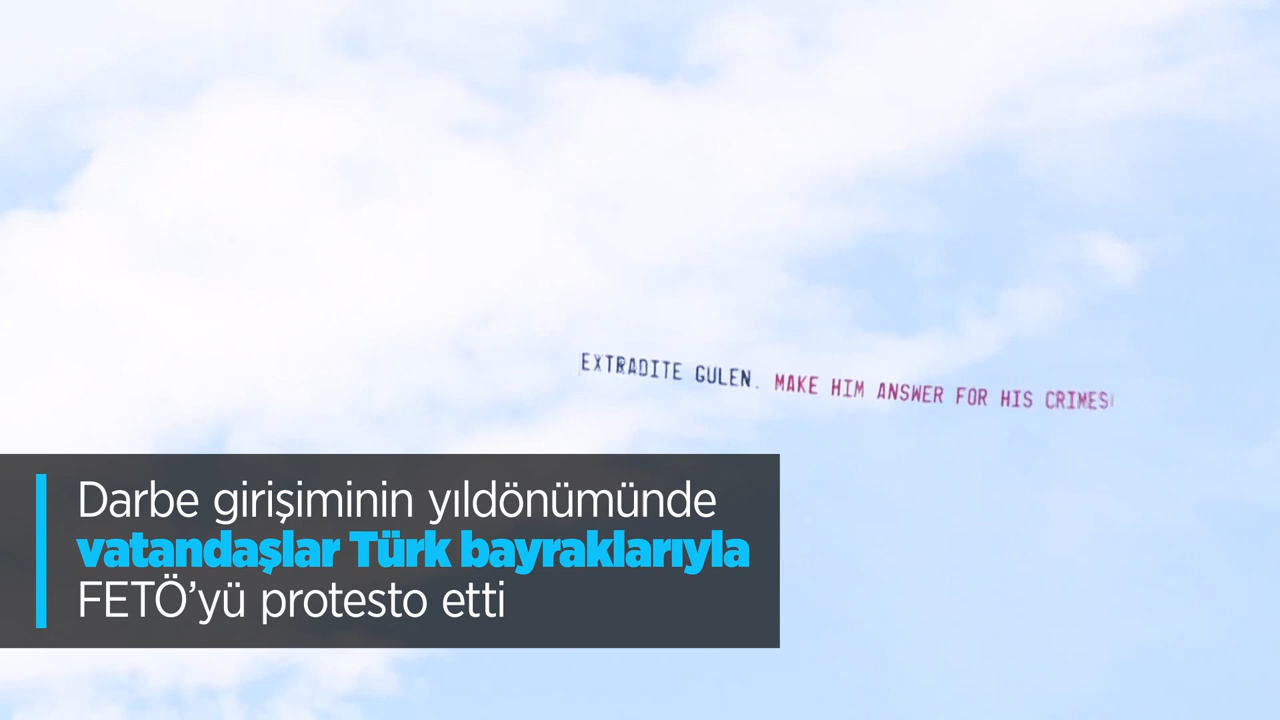 EXTRADITE GULEN. MAKE HIM ANSWER FOR HIS CRIMES
Darbe girişiminin yıldönümünde
vatandaşlar Türk bayraklarıyla
FETÖ’yü protesto etti